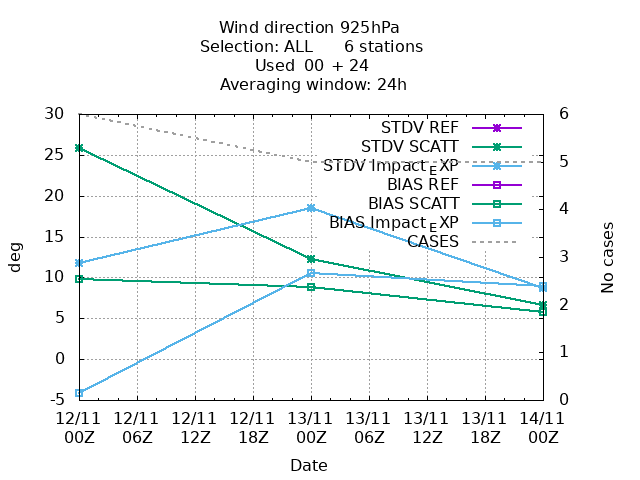 Wind direction 925hPa
Selection: ALL 6 stations
Used 00 + 24
Averaging window: 24h
30
25
20
15
10
5
0
-5
6
5
4
3
2
1
0
deg
No cases
STDV REF
STDV SCATT
STDV Impact_EXP
BIAS REF
BIAS SCATT
BIAS Impact_EXP
CASES
12/11 12/11 12/11 12/11 13/11 13/11 13/11 13/11 14/11
00Z 06Z 12Z 18Z 00Z 06Z 12Z 18Z 00Z
Date